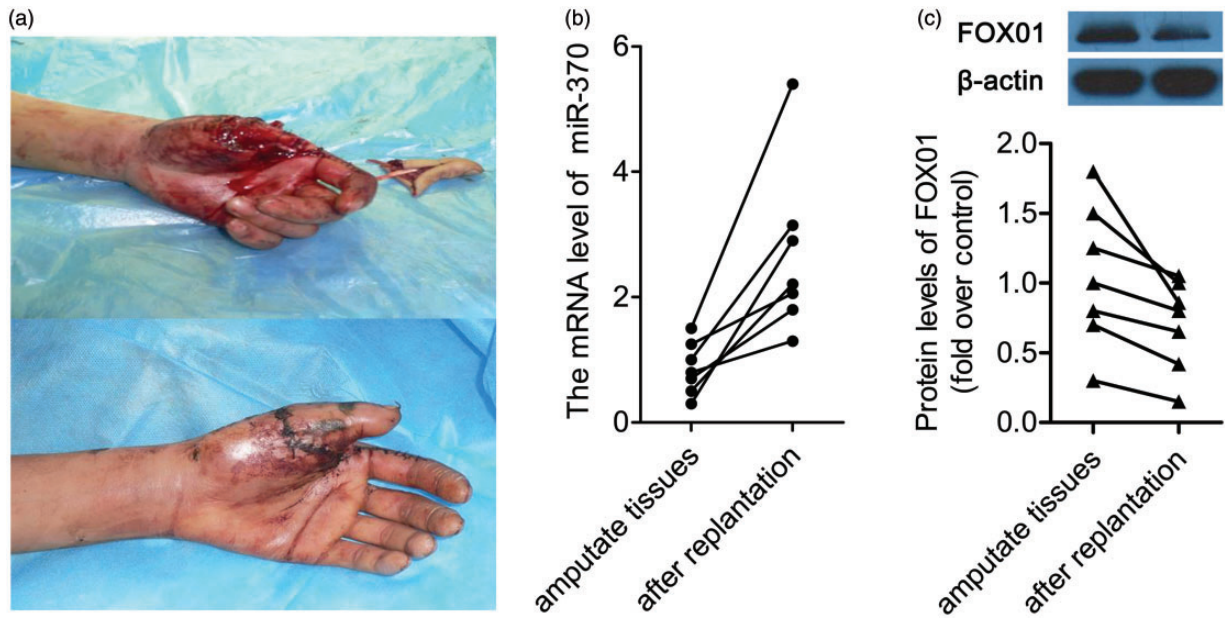 (a)
(b)
The mRNA level of miR-370
6
4
2
0
amputate tissues
after replantation
(c)
FOX01
β-actin
Protein levels of FOX01
(fold over control)
2.0
1.5
1.0
0.5
0.0
amputate tissues
after replantation